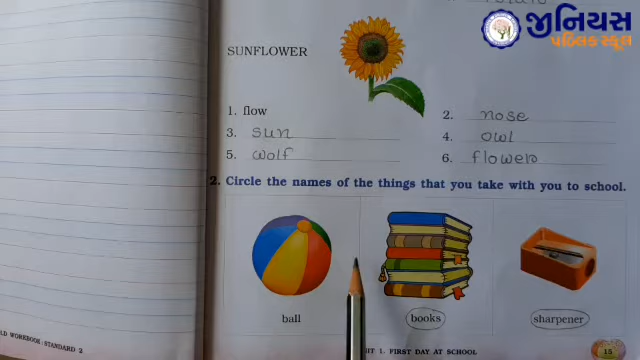 જીનિયસ
પબ્લિક સ્કૂલ
SUNFLOWER
1. flow
2. nose
3. sun
4. owl
5. wolf
6. flower
2. Circle the names of the things that you take with you to school.
ball
books
sharpener
LD WORKBOOK: STANDARD 2
IT 1. FIRST DAY AT SCHOOL
15